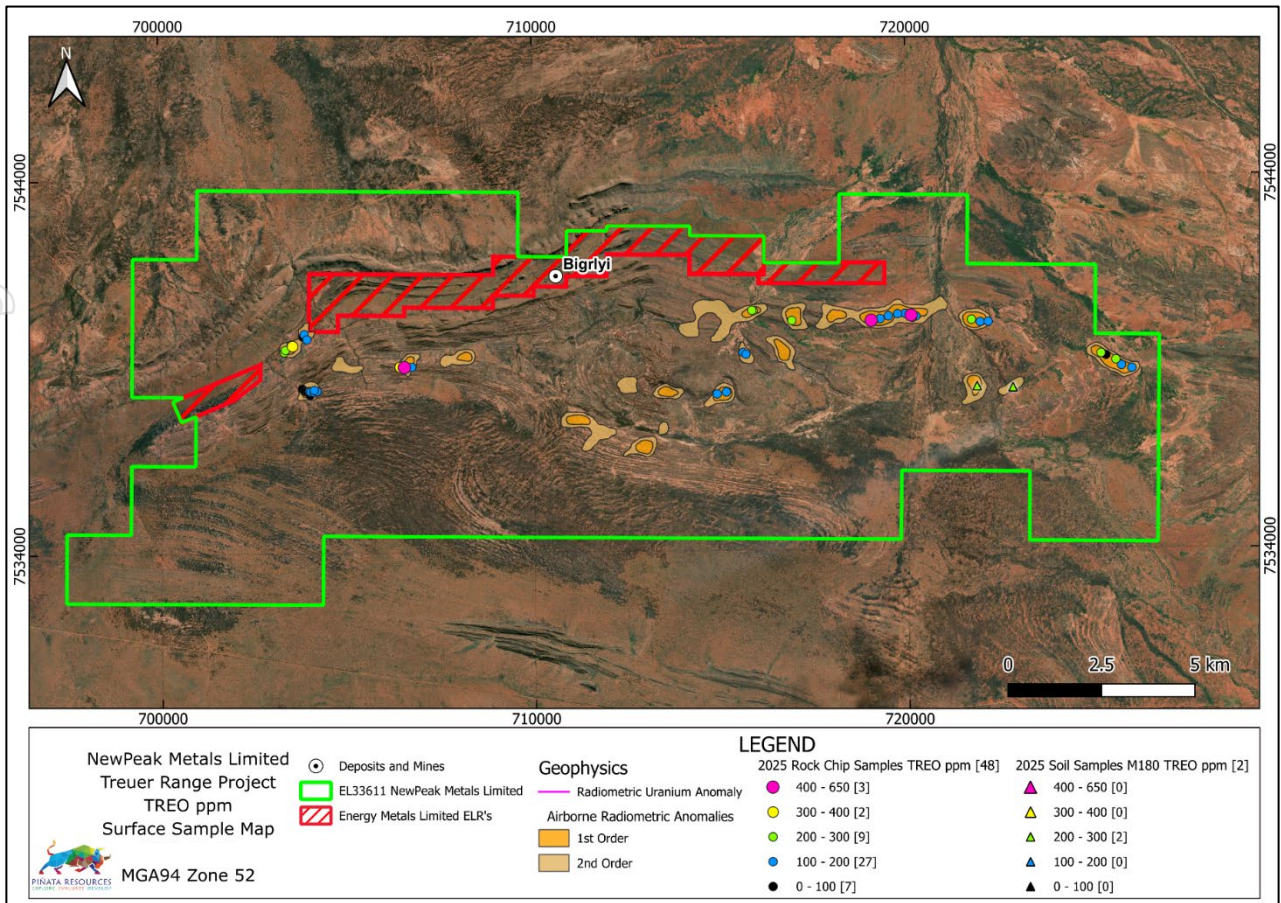 700000
710000
720000
N
7544000
7544000
Bigrlyi
7534000
7534000
0 2.5 5 km
700000
710000
720000
NewPeak Metals Limited
Treuer Range Project
TREO ppm
Surface Sample Map
PIÑATA RESOURCES
EXPLORE EVALUATE DEVELOP
MGA94 Zone 52
LEGEND
Deposits and Mines
EL33611 NewPeak Metals Limited
Energy Metals Limited ELR's
Geophysics
Radiometric Uranium Anomaly
Airborne Radiometric Anomalies
1st Order
2nd Order
2025 Rock Chip Samples TREO ppm [48]
400 - 650 [3]
300 - 400 [2]
200 - 300 [9]
100 - 200 [27]
0 - 100 [7]
2025 Soil Samples M180 TREO ppm [2]
400 - 650 [0]
300 - 400 [0]
200 - 300 [2]
100 - 200 [0]
0 - 100 [0]